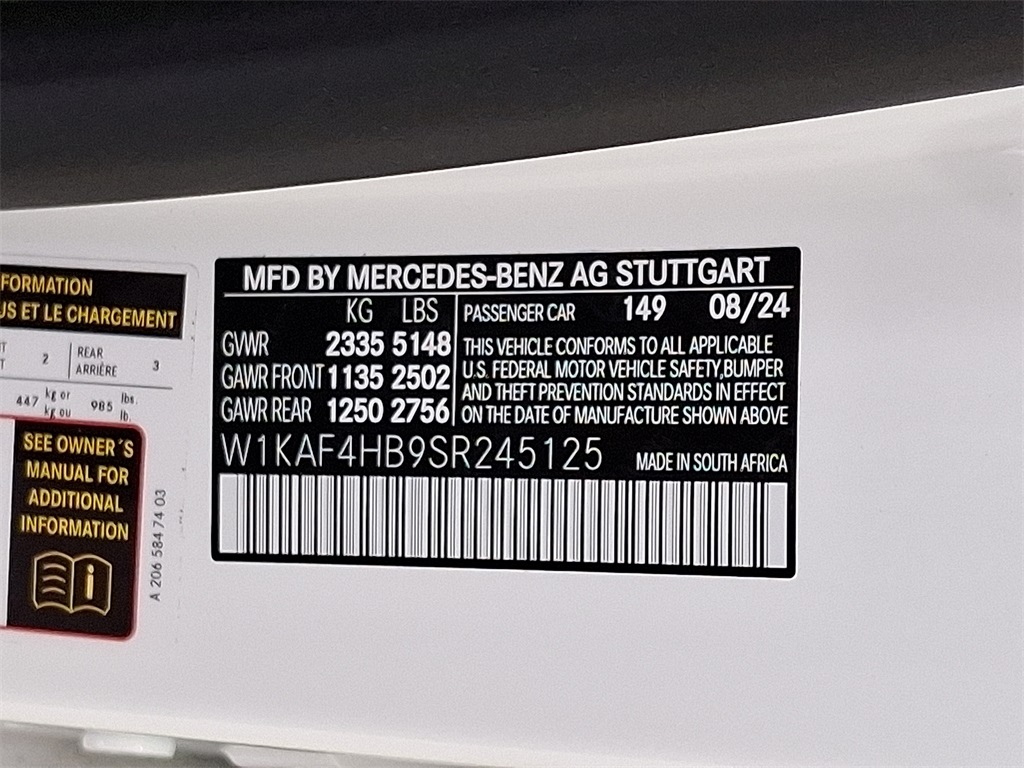 MFD BY MERCEDES-BENZ AG STUTTGART
KG LBS
PASSENGER CAR 149 08/24
GVWR 2335 5148
GAWR FRONT 1135 2502
GAWR REAR 1250 2756
THIS VEHICLE CONFORMS TO ALL APPLICABLE
U.S. FEDERAL MOTOR VEHICLE SAFETY,BUMPER
AND THEFT PREVENTION STANDARDS IN EFFECT
ON THE DATE OF MANUFACTURE SHOWN ABOVE
W1KAF4HB9SR245125
MADE IN SOUTH AFRICA
FORMATION
US ET LE CHARGEMENT
2 REAR 3
ARRIÈRE
447 kg or 985 lbs.
kg ou lb.
SEE OWNER´S
MANUAL FOR
ADDITIONAL
INFORMATION
i
A 206 584 74 03